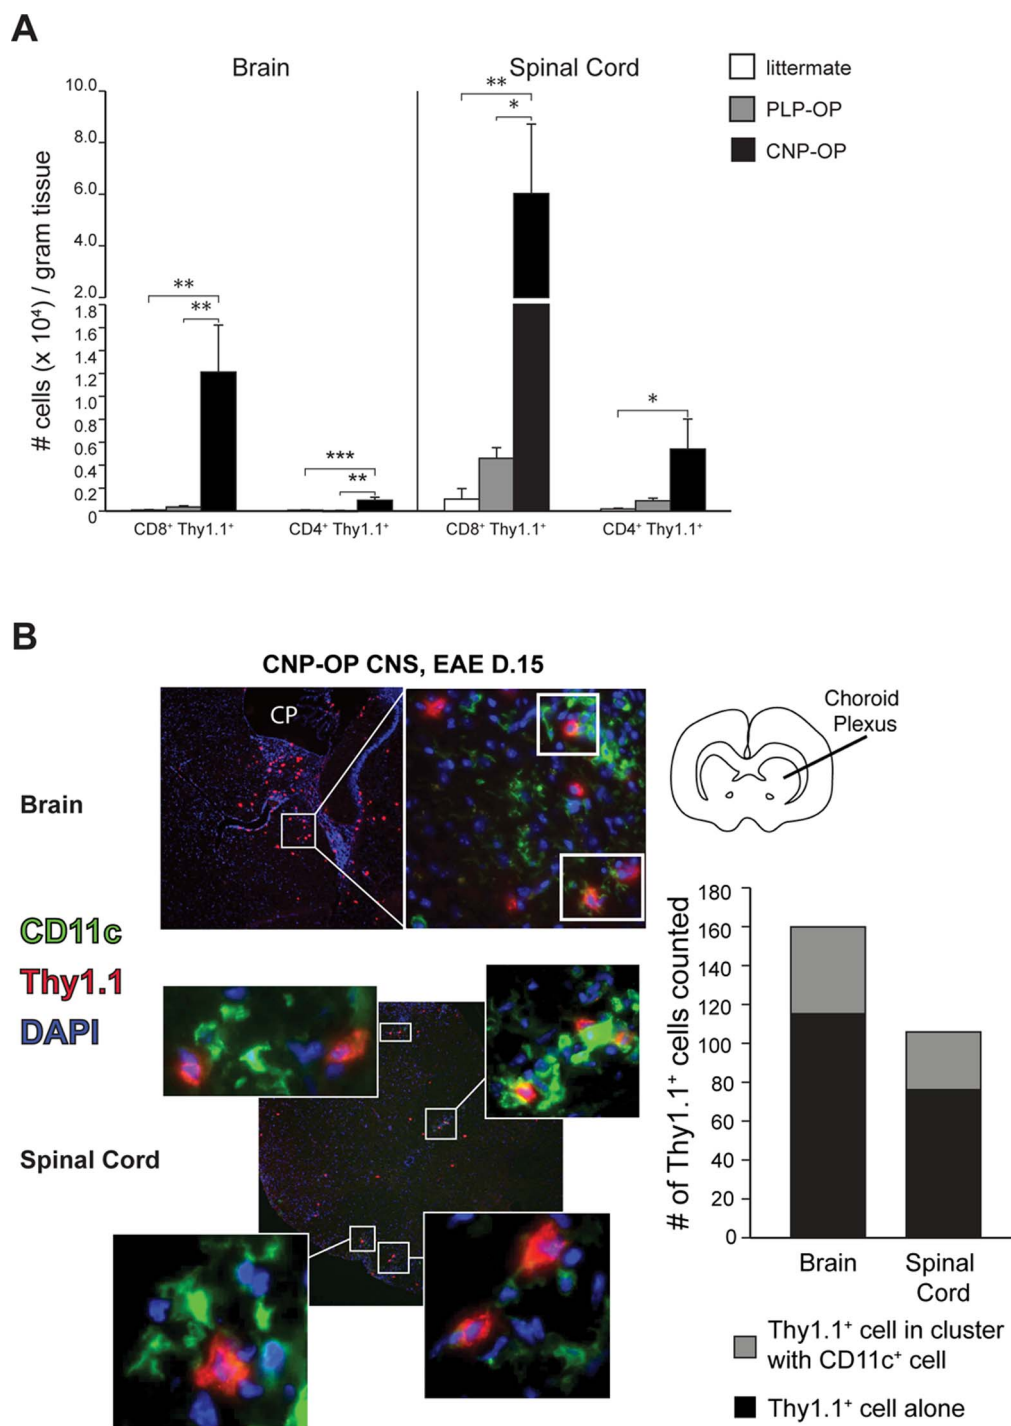 A
Brain
Spinal Cord
littermate
PLP-OP
CNP-OP
# cells (x 10⁴) / gram tissue
10.0
8.0
6.0
4.0
2.0
1.8
1.6
1.4
1.2
1.0
0.8
0.6
0.4
0.2
0
**
**
***
**
**
*
*
CD8⁺ Thy1.1⁺
CD4⁺ Thy1.1⁺
CD8⁺ Thy1.1⁺
CD4⁺ Thy1.1⁺
B
CNP-OP CNS, EAE D.15
CP
Brain
CD11c
Thy1.1
DAPI
Spinal Cord
Choroid
Plexus
# of Thy1.1⁺ cells counted
180
160
140
120
100
80
60
40
20
0
Brain
Spinal
Cord
Thy1.1⁺ cell in cluster
with CD11c⁺ cell
Thy1.1⁺ cell alone